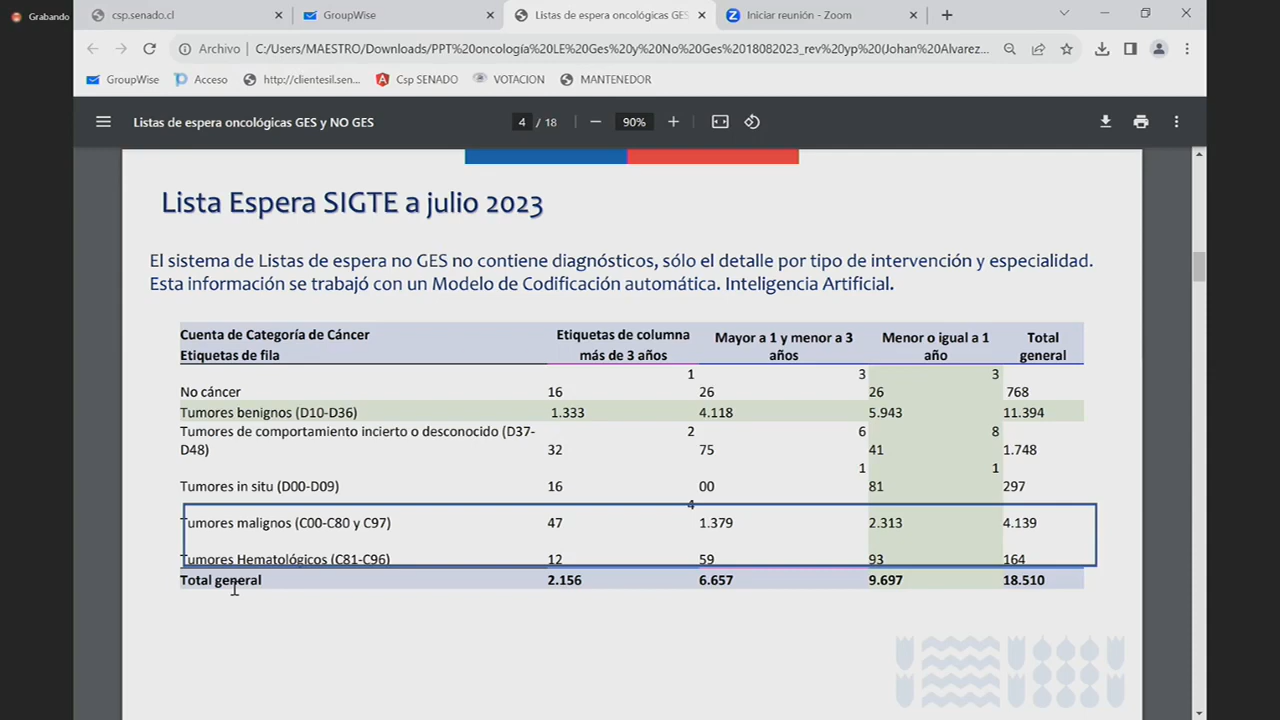 Grabando
csp.senado.cl
GroupWise
Listas de espera oncológicas GES
Iniciar reunión - Zoom
Archivo
C:/Users/MAESTRO/Downloads/PPT%20oncología%20LE%20Ges%20y%20No%20Ges%2018082023_rev%20yp%20(Johan%20Alvarez...
GroupWise
Acceso
http://clientesil.sen...
Csp SENADO
VOTACION
MANTENEDOR
Listas de espera oncológicas GES y NO GES
4 / 18
90%
Lista Espera SIGTE a julio 2023
El sistema de Listas de espera no GES no contiene diagnósticos, sólo el detalle por tipo de intervención y especialidad.
Esta información se trabajó con un Modelo de Codificación automática. Inteligencia Artificial.
Cuenta de Categoría de Cáncer Etiquetas de columna Mayor a 1 y menor a 3 Menor o igual a 1 Total
Etiquetas de fila más de 3 años años año general
1 3 3
No cáncer 16 26 26 768
Tumores benignos (D10-D36) 1.333 4.118 5.943 11.394
Tumores de comportamiento incierto o desconocido (D37- 2 6 8
D48) 32 75 41 1.748
1 1
Tumores in situ (D00-D09) 16 00 81 297
4
Tumores malignos (C00-C80 y C97) 47 1.379 2.313 4.139
Tumores Hematológicos (C81-C96) 12 59 93 164
Total general 2.156 6.657 9.697 18.510